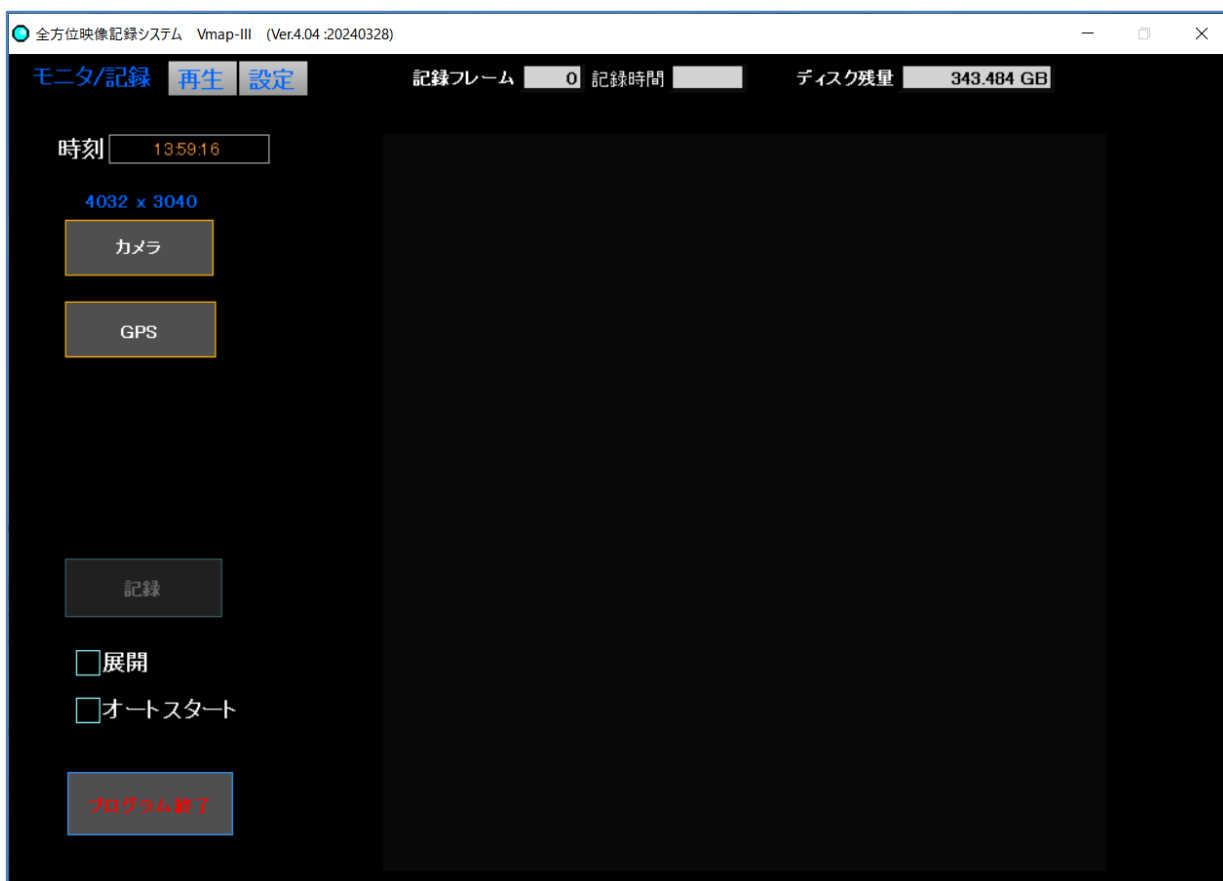 全方位映像記録システム Vmap-III (Ver.4.04 :20240328)
モニタ/記録 再生 設定 記録フレーム 0 記録時間 ディスク残量 343.484 GB
時刻 13:59:16
4032 x 3040
カメラ
GPS
記録
展開
オートスタート
プログラム終了